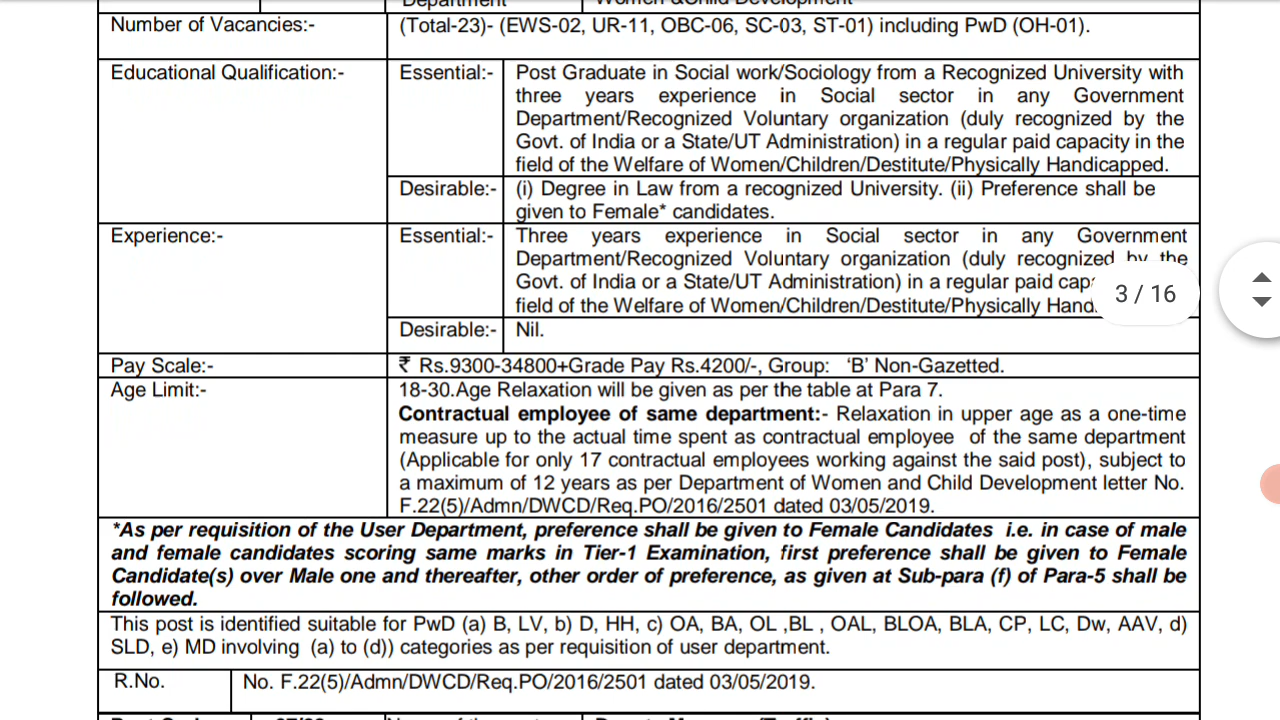 Department Women &Child Development
Number of Vacancies:- (Total-23)- (EWS-02, UR-11, OBC-06, SC-03, ST-01) including PwD (OH-01).
Educational Qualification:- Essential:- Post Graduate in Social work/Sociology from a Recognized University with
three years experience in Social sector in any Government
Department/Recognized Voluntary organization (duly recognized by the
Govt. of India or a State/UT Administration) in a regular paid capacity in the
field of the Welfare of Women/Children/Destitute/Physically Handicapped.
Desirable:- (i) Degree in Law from a recognized University. (ii) Preference shall be
given to Female* candidates.
Experience:- Essential:- Three years experience in Social sector in any Government
Department/Recognized Voluntary organization (duly recognized by the
Govt. of India or a State/UT Administration) in a regular paid
field of the Welfare of Women/Children/Destitute/Physically
3 / 16
Desirable:- Nil.
Pay Scale:- ₹ Rs.9300-34800+Grade Pay Rs.4200/-, Group: ‘B’ Non-Gazetted.
Age Limit:- 18-30.Age Relaxation will be given as per the table at Para 7.
Contractual employee of same department:- Relaxation in upper age as a one-time
measure up to the actual time spent as contractual employee of the same department
(Applicable for only 17 contractual employees working against the said post), subject to
a maximum of 12 years as per Department of Women and Child Development letter No.
F.22(5)/Admn/DWCD/Req.PO/2016/2501 dated 03/05/2019.
*As per requisition of the User Department, preference shall be given to Female Candidates i.e. in case of male
and female candidates scoring same marks in Tier-1 Examination, first preference shall be given to Female
Candidate(s) over Male one and thereafter, other order of preference, as given at Sub-para (f) of Para-5 shall be
followed.
This post is identified suitable for PwD (a) B, LV, b) D, HH, c) OA, BA, OL ,BL , OAL, BLOA, BLA, CP, LC, Dw, AAV, d)
SLD, e) MD involving (a) to (d)) categories as per requisition of user department.
R.No. No. F.22(5)/Admn/DWCD/Req.PO/2016/2501 dated 03/05/2019.